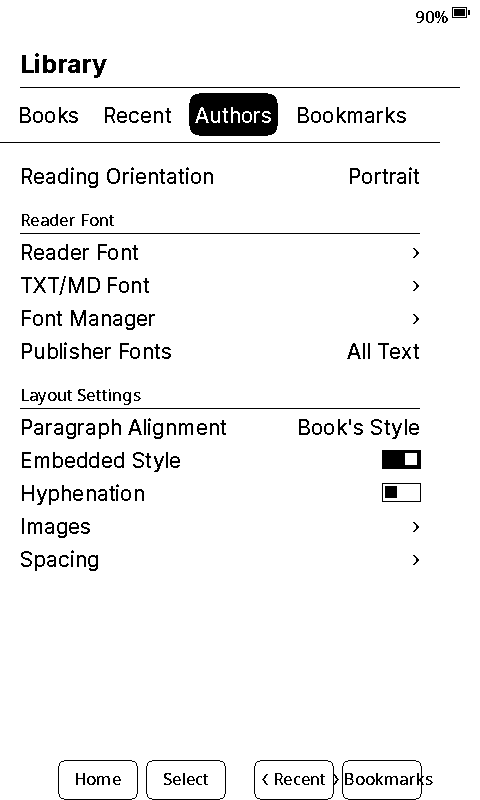 90%
Library
Books Recent Authors Bookmarks
Reading Orientation Portrait
Reader Font
Reader Font ›
TXT/MD Font ›
Font Manager ›
Publisher Fonts All Text
Layout Settings
Paragraph Alignment Book's Style
Embedded Style
Hyphenation
Images ›
Spacing ›
Home Select ‹ Recent › Bookmarks